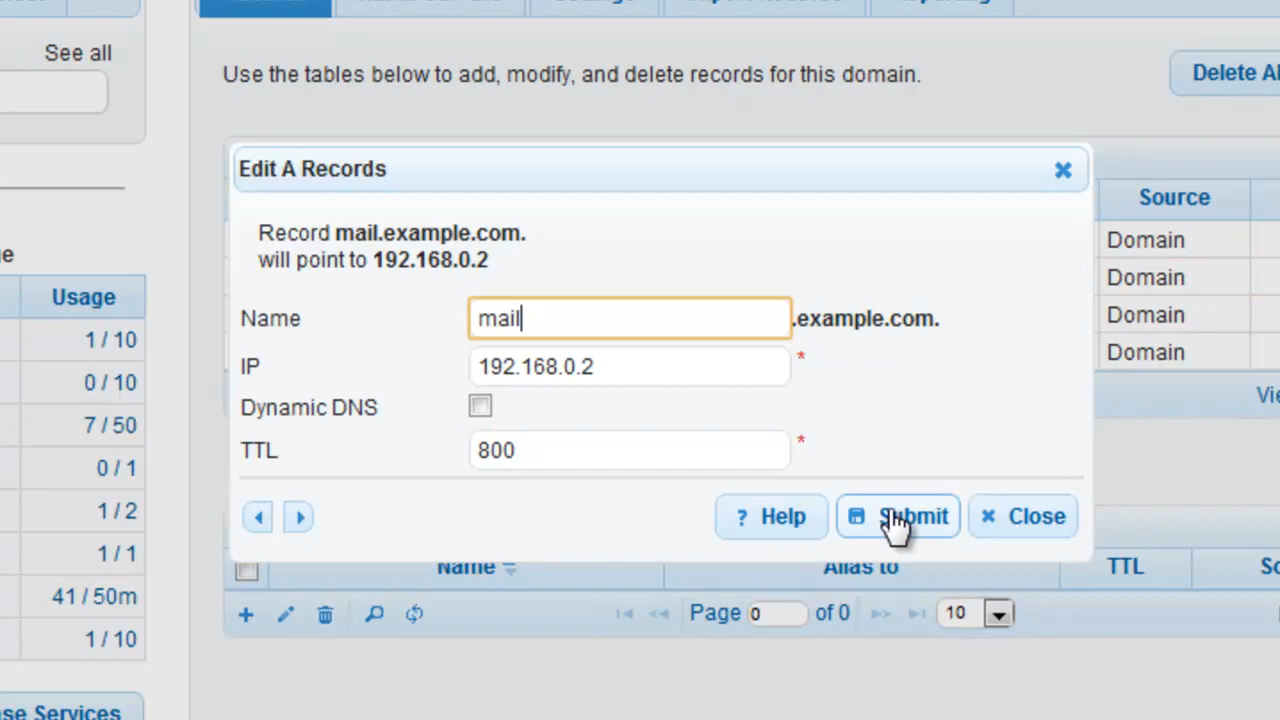 See all
Use the tables below to add, modify, and delete records for this domain.
Edit A Records
Source
Record mail.example.com.
will point to 192.168.0.2
Domain
Domain
Domain
Domain
Usage
1 / 10
0 / 10
7 / 50
0 / 1
1 / 2
1 / 1
41 / 50m
1 / 10
Name mail .example.com.
IP 192.168.0.2 *
Dynamic DNS
TTL 800 *
? Help Submit Close
Name Alias to TTL
Page 0 of 0 10
Services